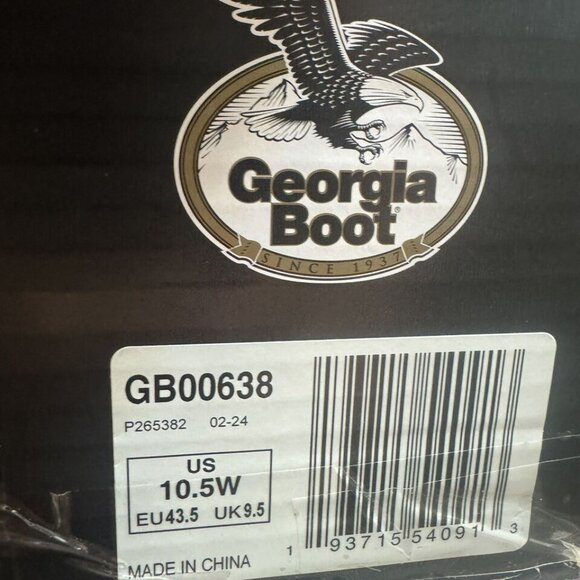 Georgia
Boot®
SINCE 1937
GB00638
P265382 02-24
US
10.5W
EU43.5 UK9.5
MADE IN CHINA
1 93715 54091 3